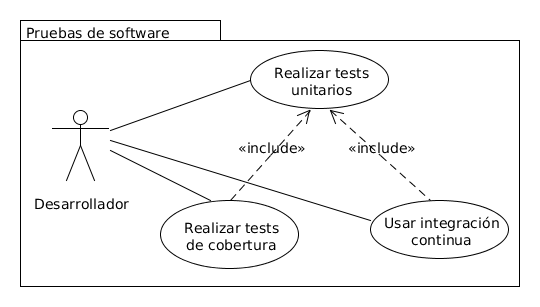 Pruebas de software
Realizar tests
unitarios
«include»
«include»
Desarrollador
Realizar tests
de cobertura
Usar integración
continua